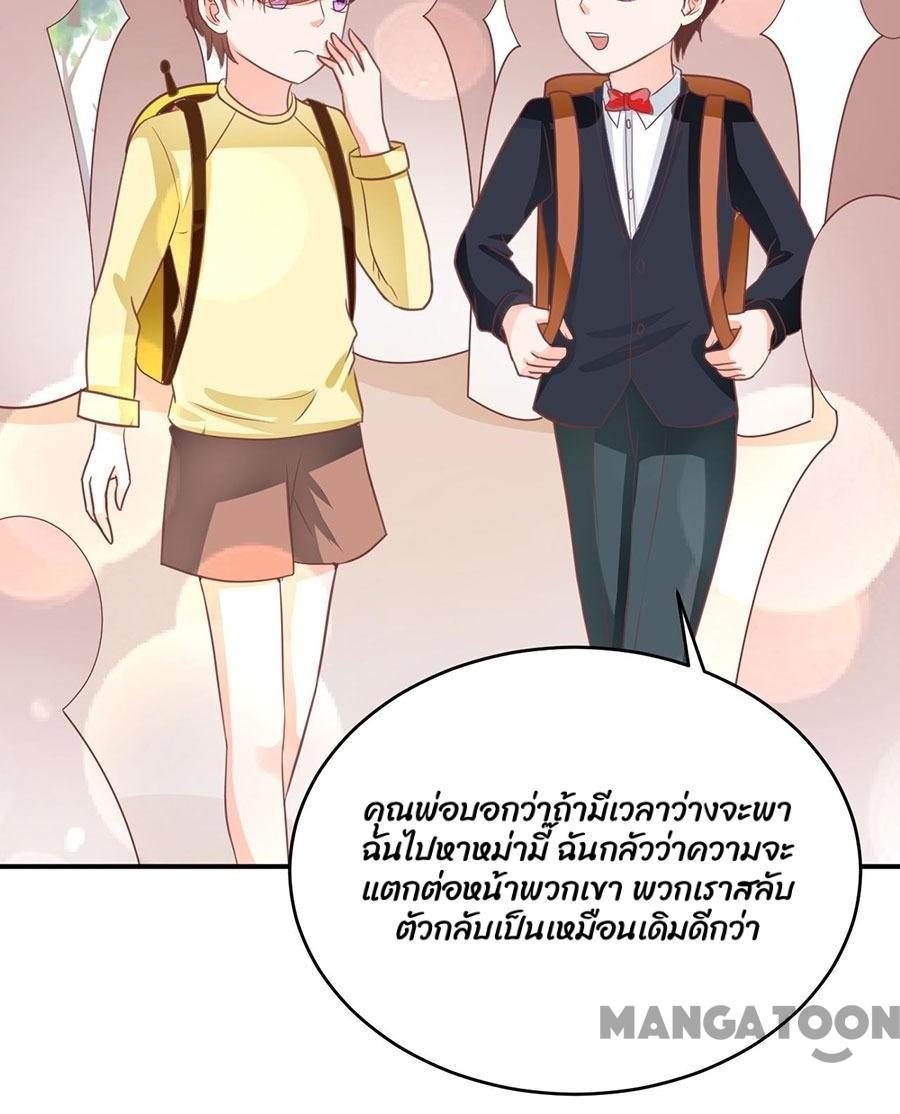 คุณพ่อบอกว่าถ้ามีเวลาว่างจะพา
ฉันไปหาหม่ามี๊ ฉันกลัวว่าความจะ
แตกต่อหน้าพวกเขา พวกเราสลับ
ตัวกลับเป็นเหมือนเดิมดีกว่า
MANGATOON